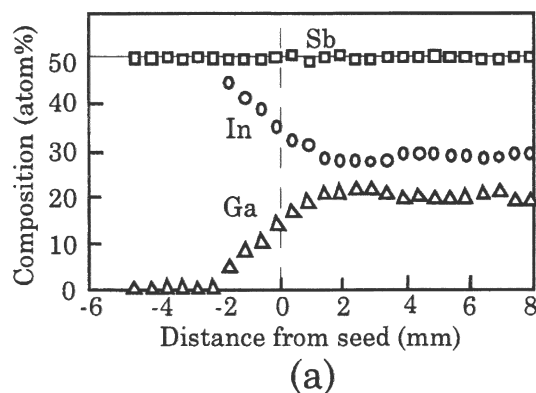 Sb
50
40
In
30
20
Ga
10
0
-6 -4 -2 0 2 4 6 8
Composition (atom%)
Distance from seed (mm)
(a)